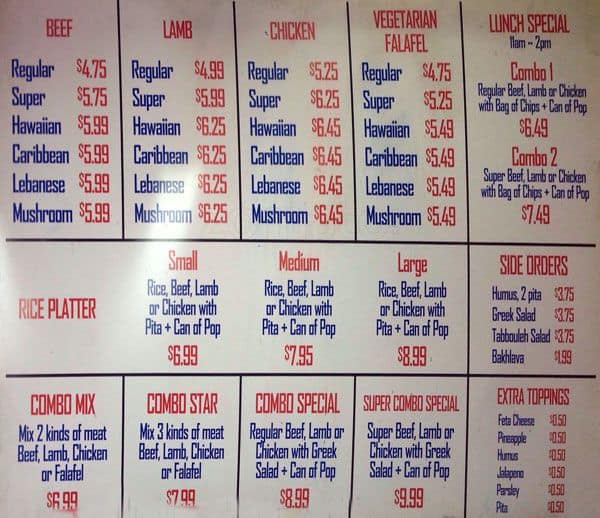 BEEF
Regular $4.75
Super $5.75
Hawaiian $5.99
Caribbean $5.99
Lebanese $5.99
Mushroom $5.99
LAMB
Regular $4.99
Super $5.99
Hawaiian $6.25
Caribbean $6.25
Lebanese $6.25
Mushroom $6.25
CHICKEN
Regular $5.25
Super $6.25
Hawaiian $6.45
Caribbean $6.45
Lebanese $6.45
Mushroom $6.45
VEGETARIAN
FALAFEL
Regular $4.75
Super $5.25
Hawaiian $5.49
Caribbean $5.49
Lebanese $5.49
Mushroom $5.49
LUNCH SPECIAL
11am - 2pm
Combo 1
Regular Beef, Lamb or Chicken
with Bag of Chips + Can of Pop
$6.49
Combo 2
Super Beef, Lamb or Chicken
with Bag of Chips + Can of Pop
$7.49
RICE PLATTER
Small
Rice, Beef, Lamb
or Chicken with
Pita + Can of Pop
$6.99
Medium
Rice, Beef, Lamb
or Chicken with
Pita + Can of Pop
$7.95
Large
Rice, Beef, Lamb
or Chicken with
Pita + Can of Pop
$8.99
SIDE ORDERS
Humus, 2 pita $3.75
Greek Salad $3.75
Tabbouleh Salad $3.75
Bakhlava $1.99
COMBO MIX
Mix 2 kinds of meat
Beef, Lamb, Chicken
or Falafel
$6.99
COMBO STAR
Mix 3 kinds of meat
Beef, Lamb, Chicken
or Falafel
$7.99
COMBO SPECIAL
Regular Beef, Lamb or
Chicken with Greek
Salad + Can of Pop
$8.99
SUPER COMBO SPECIAL
Super Beef, Lamb or
Chicken with Greek
Salad + Can of Pop
$9.99
EXTRA TOPPINGS
Feta Cheese $0.50
Pineapple $0.50
Humus $0.50
Jalapeno $0.50
Parsley $0.50
Pita $0.50